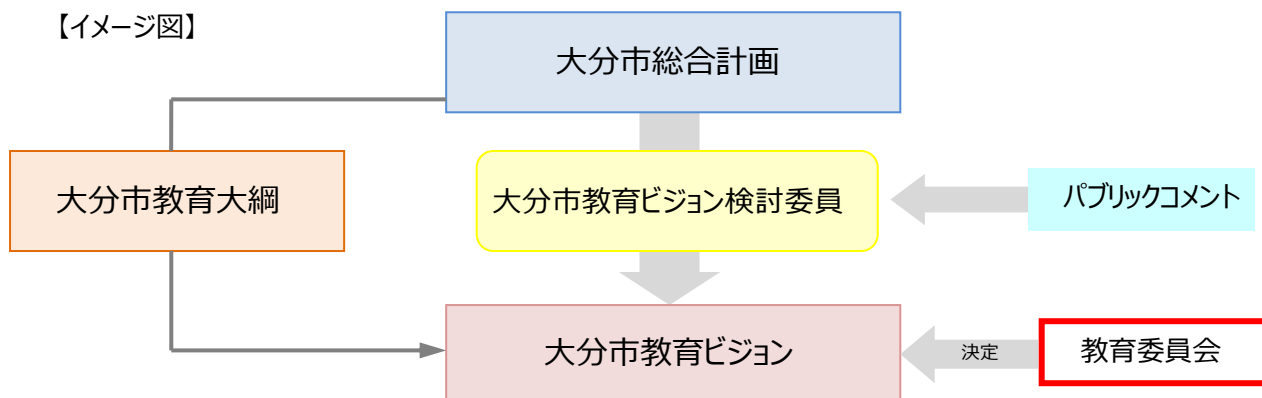 【イメージ図】
大分市総合計画
大分市教育大綱
大分市教育ビジョン検討委員
パブリックコメント
大分市教育ビジョン
決定
教育委員会